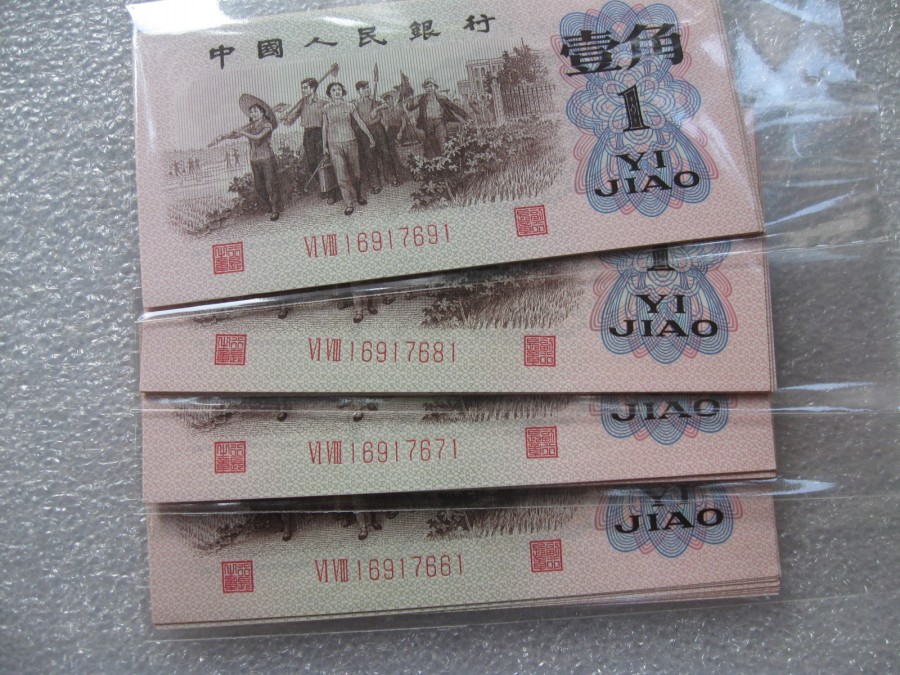 中國人民銀行
壹角
1
YI
JIAO
VI VIII 16917691
1
YI
JIAO
VI VIII 16917681
JIAO
VI VIII 16917671
YI
JIAO
VI VIII 16917661